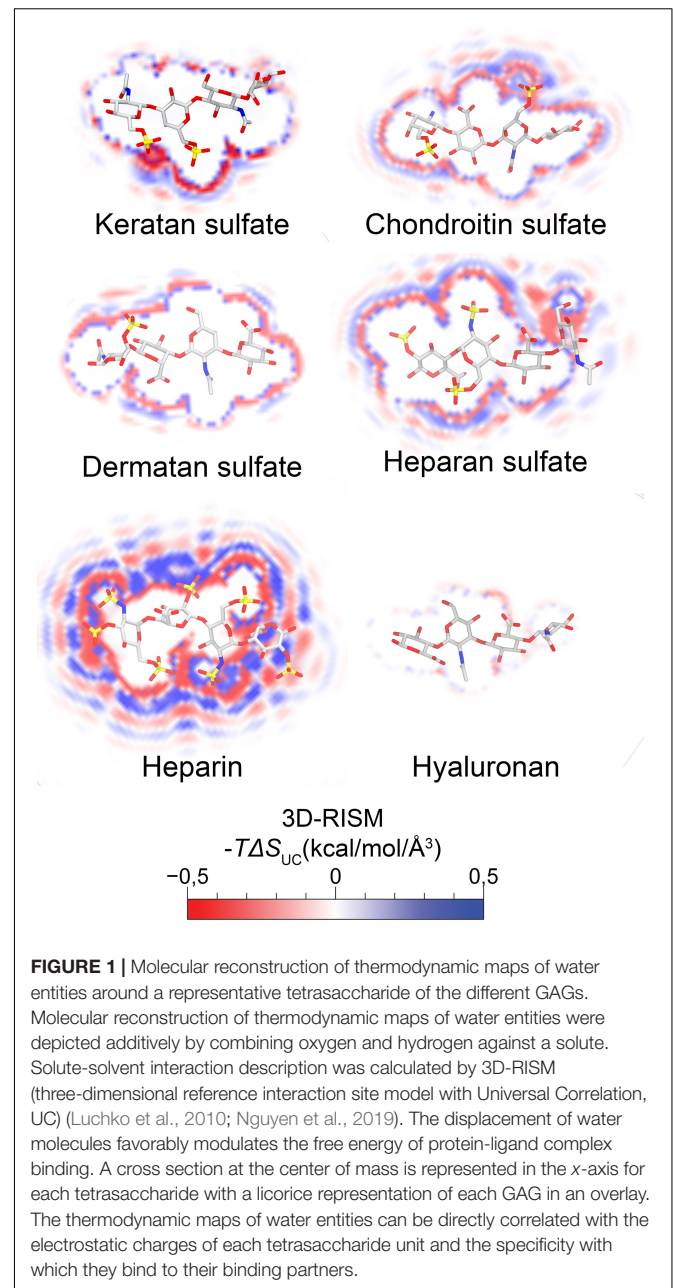 Keratan sulfate
Chondroitin sulfate
Dermatan sulfate
Heparan sulfate
Heparin
Hyaluronan
3D-RISM
-TΔS_UC(kcal/mol/Å³)
−0,5 0 0,5
FIGURE 1 | Molecular reconstruction of thermodynamic maps of water
entities around a representative tetrasaccharide of the different GAGs.
Molecular reconstruction of thermodynamic maps of water entities were
depicted additively by combining oxygen and hydrogen against a solute.
Solute-solvent interaction description was calculated by 3D-RISM
(three-dimensional reference interaction site model with Universal Correlation,
UC) (Luchko et al., 2010; Nguyen et al., 2019). The displacement of water
molecules favorably modulates the free energy of protein-ligand complex
binding. A cross section at the center of mass is represented in the x-axis for
each tetrasaccharide with a licorice representation of each GAG in an overlay.
The thermodynamic maps of water entities can be directly correlated with the
electrostatic charges of each tetrasaccharide unit and the specificity with
which they bind to their binding partners.